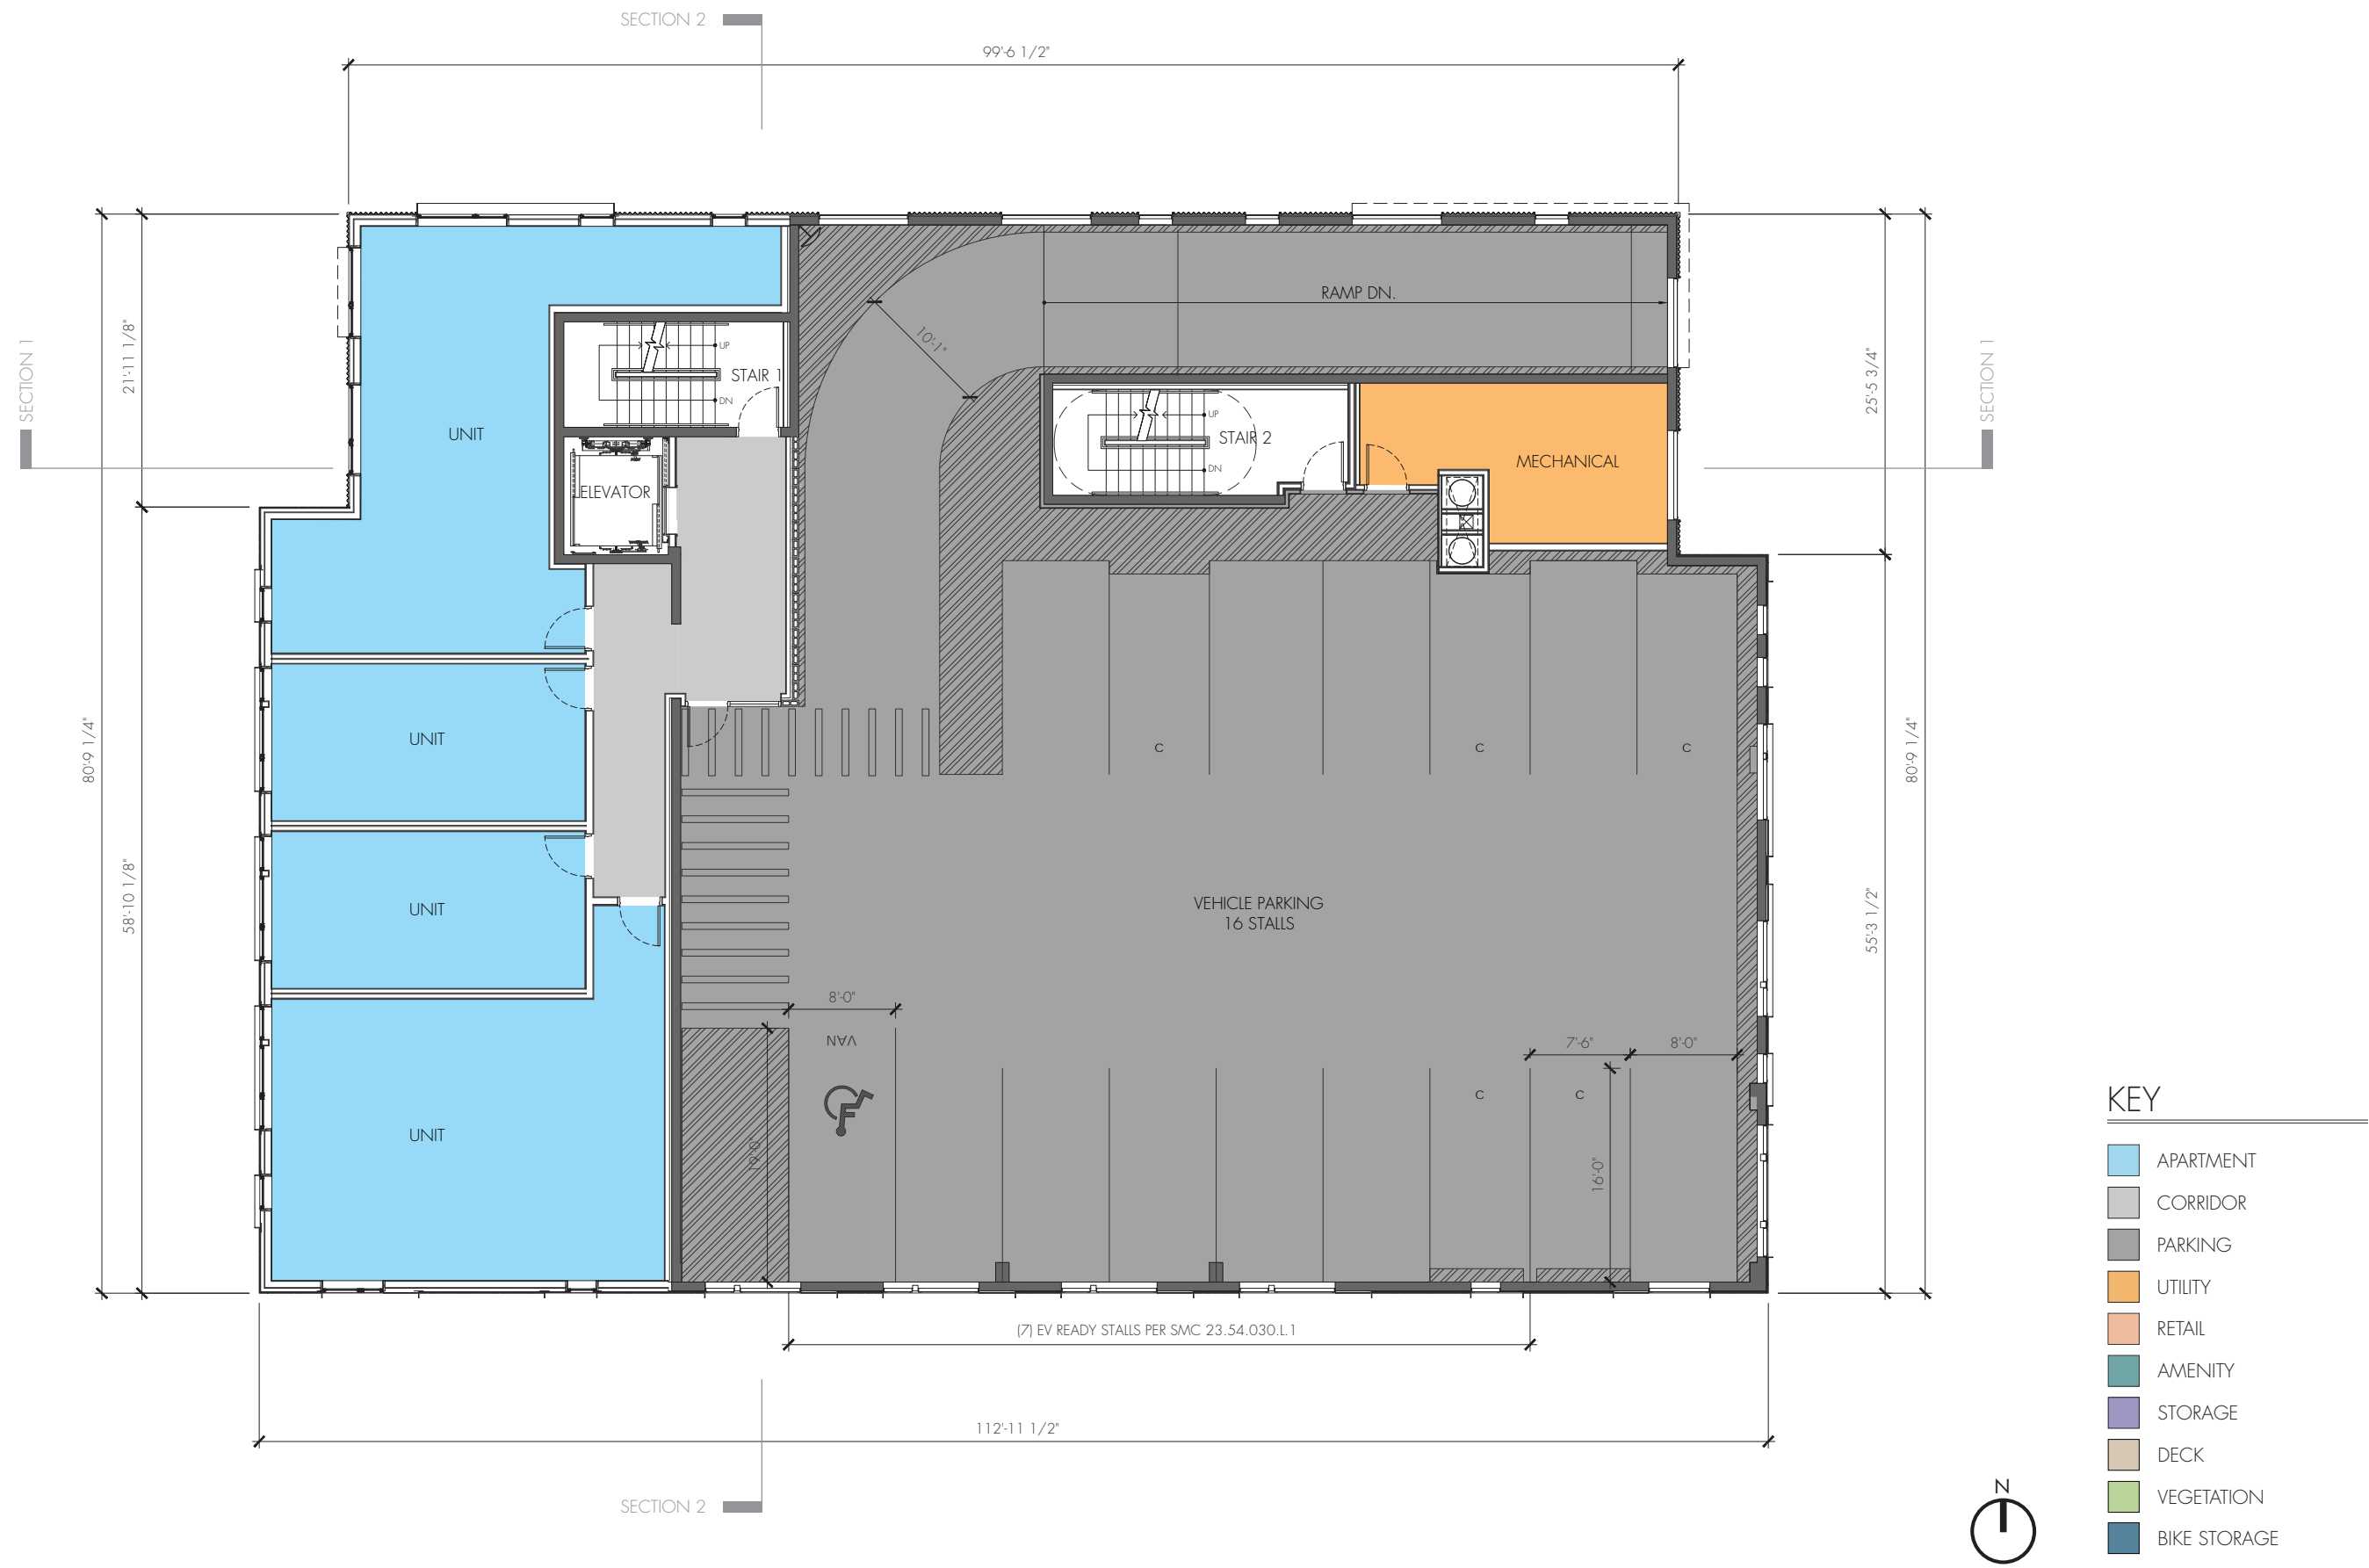 SECTION 2
99'-6 1/2"
SECTION 1
SECTION 1
21'-11 1/8"
25'-5 3/4"
RAMP DN.
10'-1"
UP
STAIR 1
DN
UP
STAIR 2
DN
UNIT
MECHANICAL
ELEVATOR
80'-9 1/4"
80'-9 1/4"
UNIT
C
C
C
58'-10 1/8"
55'-3 1/2"
UNIT
VEHICLE PARKING
16 STALLS
8'-0"
VAN
7'-6"
8'-0"
C
C
UNIT
19'-0"
16'-0"
(7) EV READY STALLS PER SMC 23.54.030.L.1
112'-11 1/2"
SECTION 2
N
KEY
APARTMENT
CORRIDOR
PARKING
UTILITY
RETAIL
AMENITY
STORAGE
DECK
VEGETATION
BIKE STORAGE